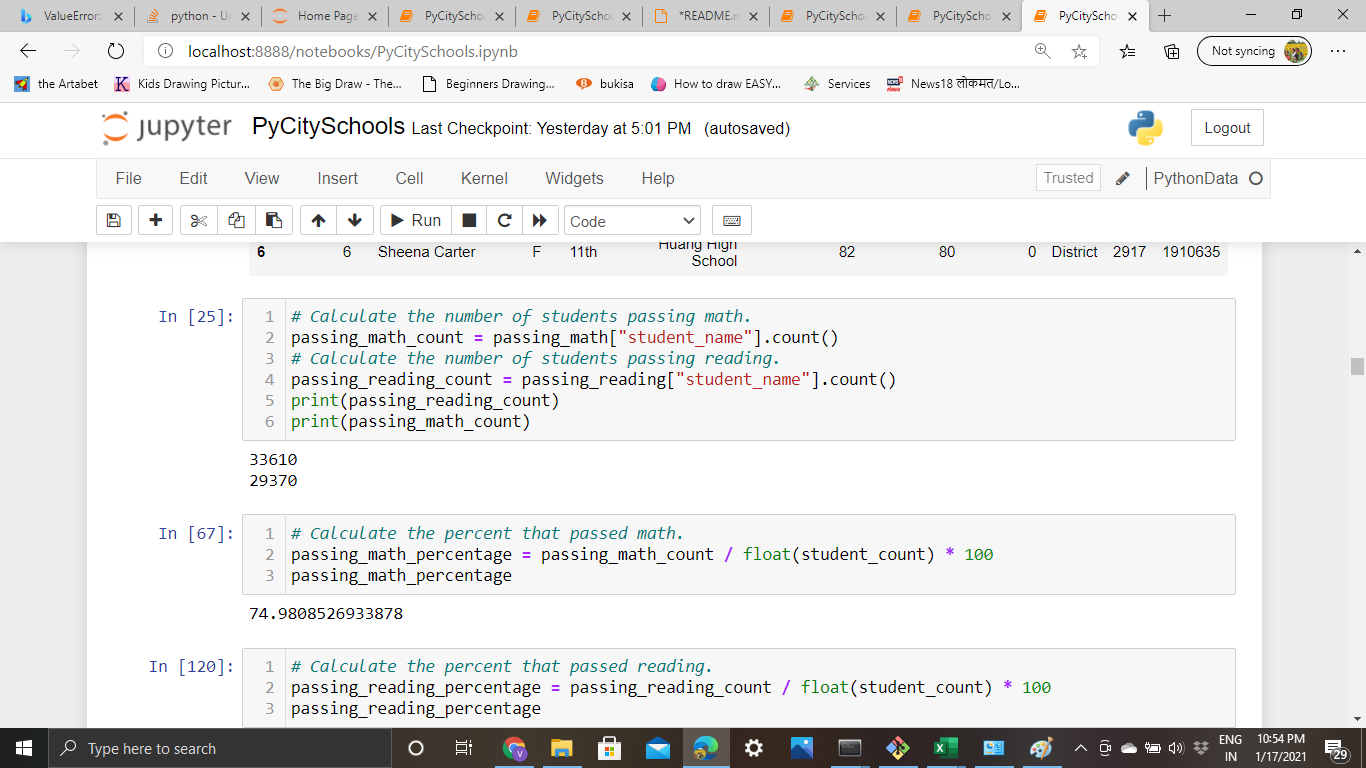 ValueError: python - Ur Home Page PyCitySchoo PyCitySchoo *README.m PyCityScho PyCityScho PyCityScho
localhost:8888/notebooks/PyCitySchools.ipynb Not syncing
the Artabet Kids Drawing Pictur... The Big Draw - The... Beginners Drawing... bukisa How to draw EASY... Services News18 लोकमत/Lo...
jupyter PyCitySchools Last Checkpoint: Yesterday at 5:01 PM (autosaved) Logout
File Edit View Insert Cell Kernel Widgets Help Trusted PythonData
Run Code
6 6 Sheena Carter F 11th Huang High School 82 80 0 District 2917 1910635
In [25]:
1 # Calculate the number of students passing math.
2 passing_math_count = passing_math["student_name"].count()
3 # Calculate the number of students passing reading.
4 passing_reading_count = passing_reading["student_name"].count()
5 print(passing_reading_count)
6 print(passing_math_count)
33610
29370
In [67]:
1 # Calculate the percent that passed math.
2 passing_math_percentage = passing_math_count / float(student_count) * 100
3 passing_math_percentage
74.9808526933878
In [120]:
1 # Calculate the percent that passed reading.
2 passing_reading_percentage = passing_reading_count / float(student_count) * 100
3 passing_reading_percentage
Type here to search ENG 10:54 PM
IN 1/17/2021 29